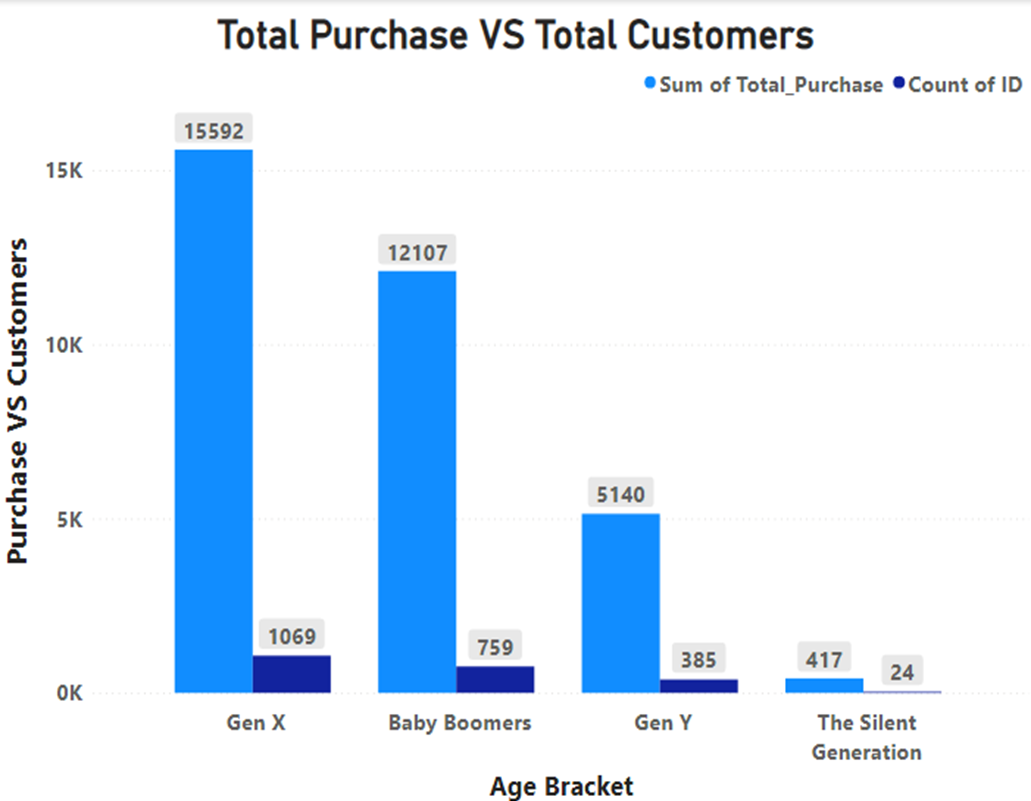 Total Purchase VS Total Customers
Sum of Total_Purchase Count of ID
Purchase VS Customers
15K
10K
5K
0K
15592
1069
12107
759
5140
385
417
24
Gen X
Baby Boomers
Gen Y
The Silent
Generation
Age Bracket